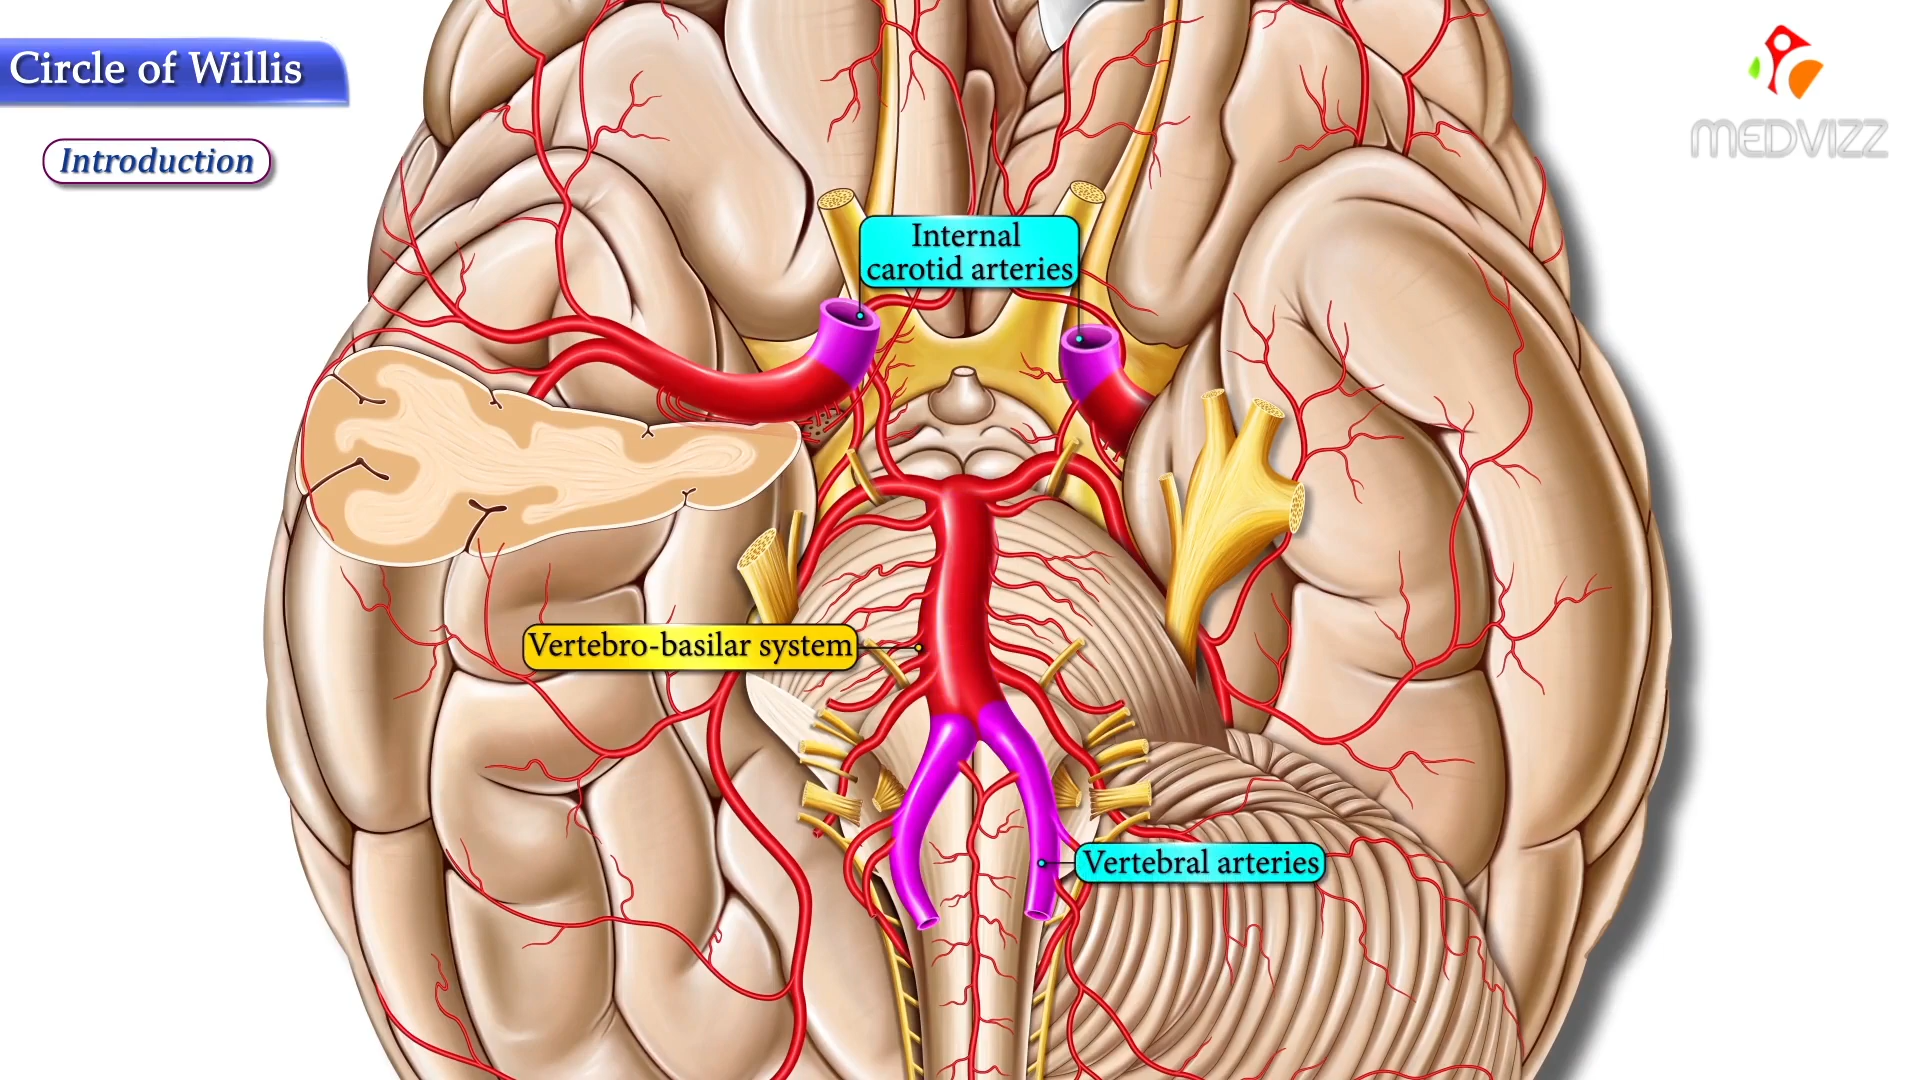 Circle of Willis
Introduction
MEDVIZZ
Internal
carotid arteries
Vertebro-basilar system
Vertebral arteries